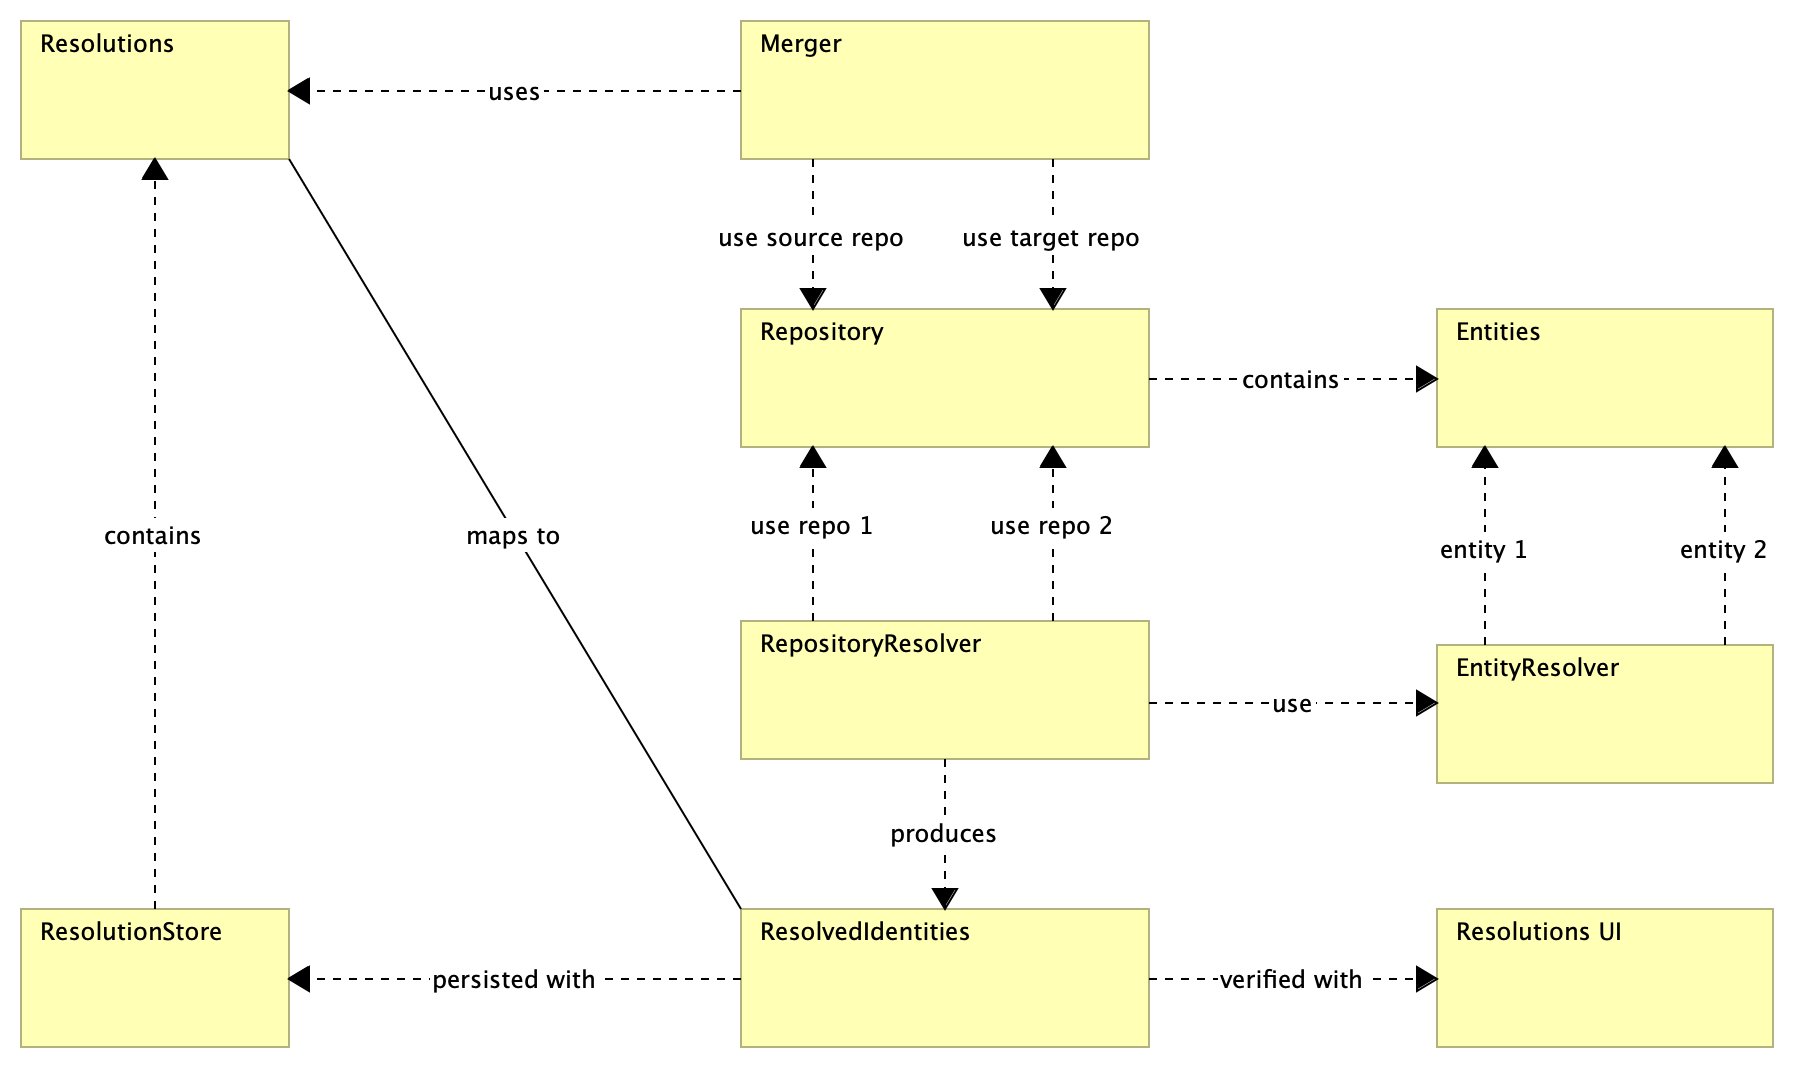 Resolutions
Merger
uses
use source repo
use target repo
Repository
Entities
contains
use repo 1
use repo 2
contains
maps to
entity 1
entity 2
RepositoryResolver
EntityResolver
use
produces
ResolutionStore
ResolvedIdentities
Resolutions UI
persisted with
verified with